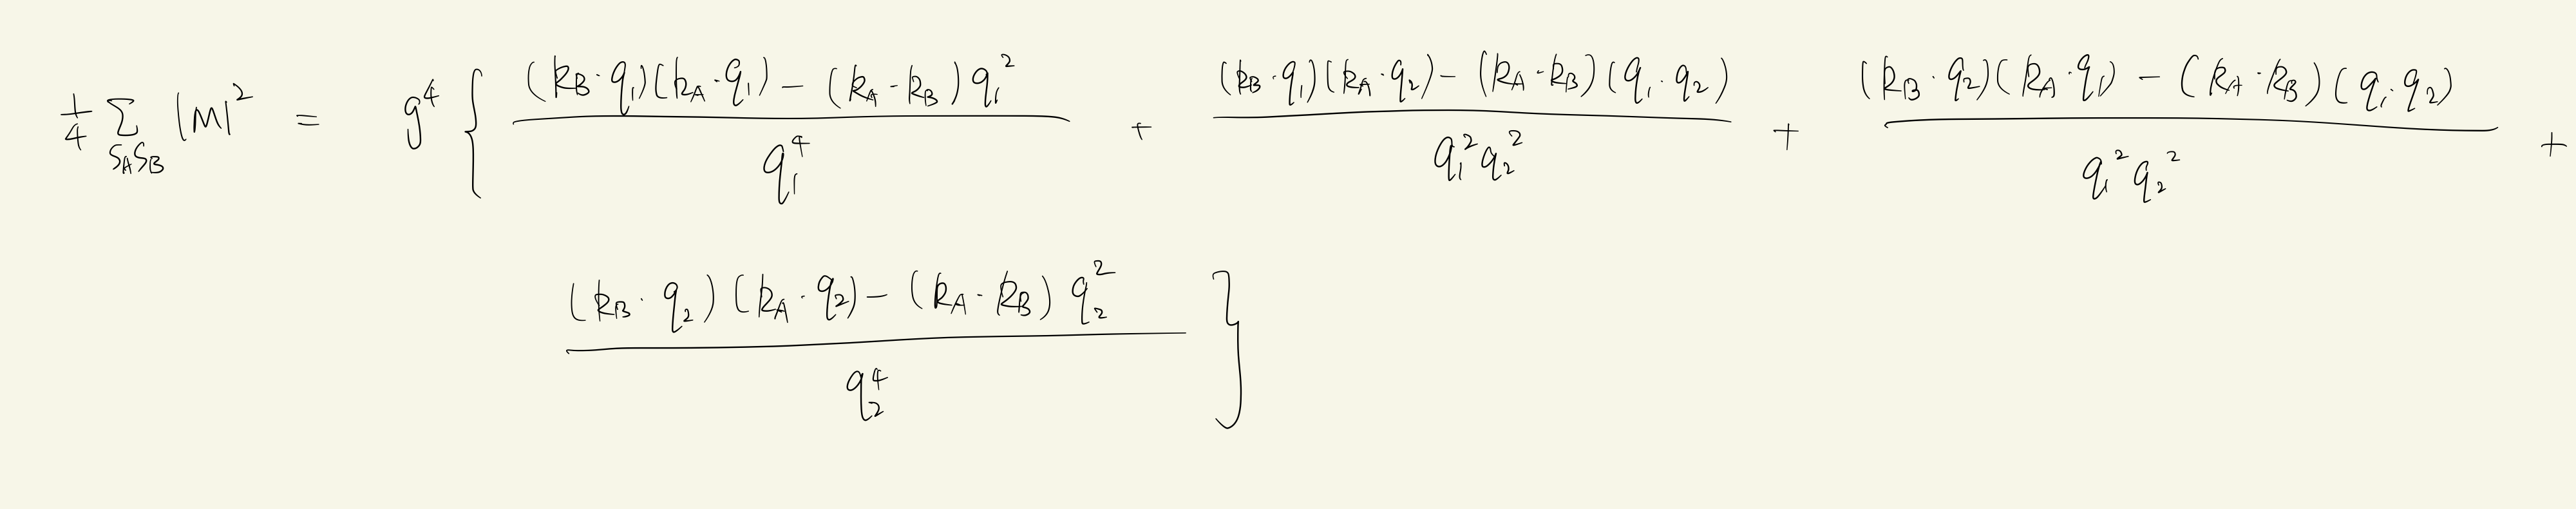 \frac{1}{4} \sum_{S_A S_B} |M|^2 = g^4 \left\{ \frac{(k_B \cdot q_1)(k_A \cdot q_1) - (k_A \cdot k_B) q_1^2}{q_1^4} + \frac{(k_B \cdot q_1)(k_A \cdot q_2) - (k_A \cdot k_B)(q_1 \cdot q_2)}{q_1^2 q_2^2} + \frac{(k_B \cdot q_2)(k_A \cdot q_1) - (k_A \cdot k_B)(q_1 \cdot q_2)}{q_1^2 q_2^2} +
\frac{(k_B \cdot q_2)(k_A \cdot q_2) - (k_A \cdot k_B) q_2^2}{q_2^4} \right\}